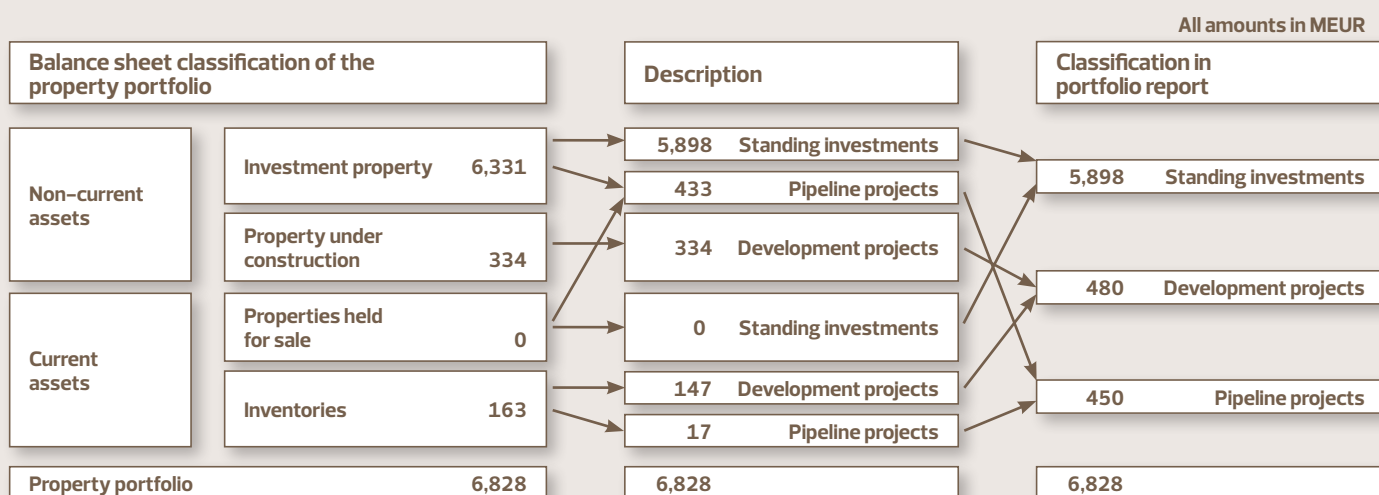 All amounts in MEUR
Balance sheet classification of the
property portfolio
Description
Classification in
portfolio report
Non-current
assets
Investment property 6,331
Property under
construction 334
Current
assets
Properties held
for sale 0
Inventories 163
5,898 Standing investments
433 Pipeline projects
334 Development projects
0 Standing investments
147 Development projects
17 Pipeline projects
5,898 Standing investments
480 Development projects
450 Pipeline projects
Property portfolio 6,828
6,828
6,828